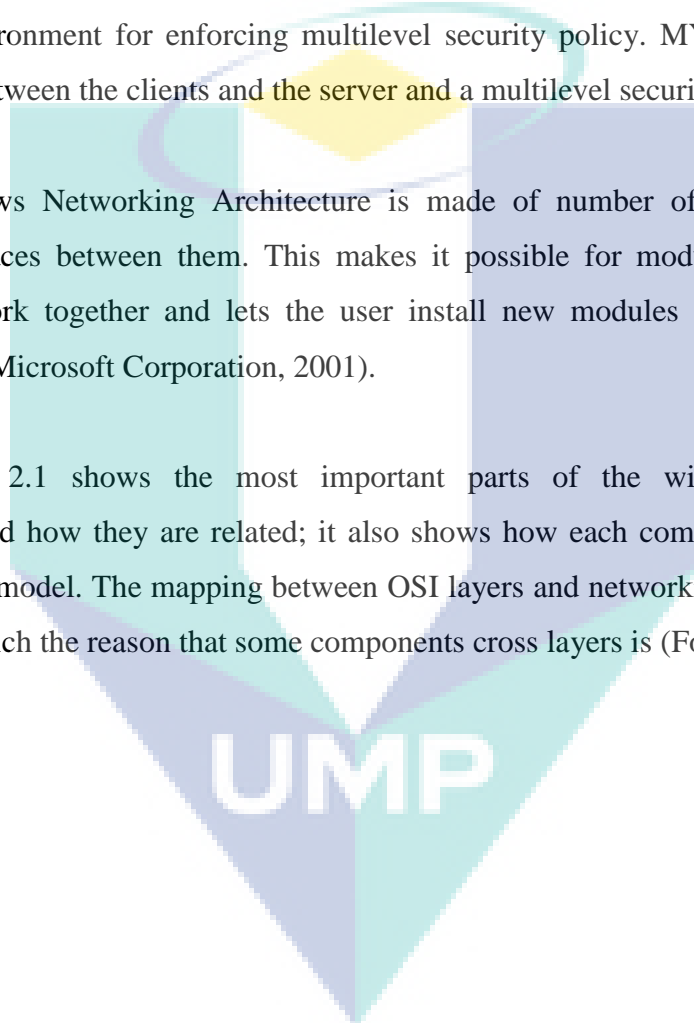 ronment for enforcing multilevel security policy. MY
tween the clients and the server and a multilevel securi
ws Networking Architecture is made of number of
ces between them. This makes it possible for modu
rk together and lets the user install new modules
Microsoft Corporation, 2001).
2.1 shows the most important parts of the wi
d how they are related; it also shows how each com
model. The mapping between OSI layers and network
ch the reason that some components cross layers is (Fo
UMP